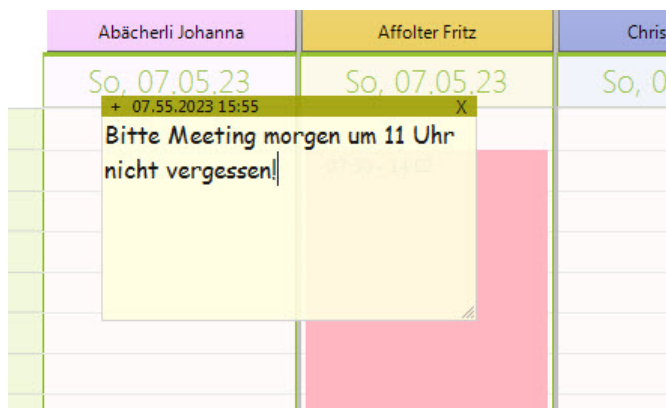 Abächerli Johanna
Affolter Fritz
Chris
So, 07.05.23
So, 07.05.23
So, 0
+ 07.55.2023 15:55 X
Bitte Meeting morgen um 11 Uhr
nicht vergessen!